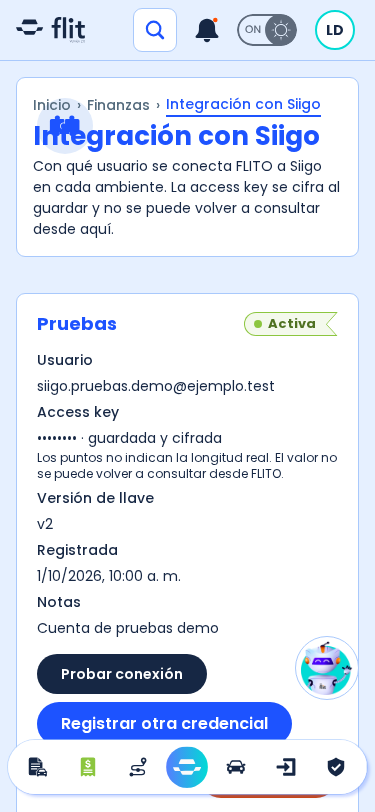 flit
ON
LD
Inicio › Finanzas › Integración con Siigo
Integración con Siigo
Con qué usuario se conecta FLITO a Siigo
en cada ambiente. La access key se cifra al
guardar y no se puede volver a consultar
desde aquí.
Pruebas
Activa
Usuario
siigo.pruebas.demo@ejemplo.test
Access key
•••••••• · guardada y cifrada
Los puntos no indican la longitud real. El valor no
se puede volver a consultar desde FLITO.
Versión de llave
v2
Registrada
1/10/2026, 10:00 a. m.
Notas
Cuenta de pruebas demo
Probar conexión
Registrar otra credencial